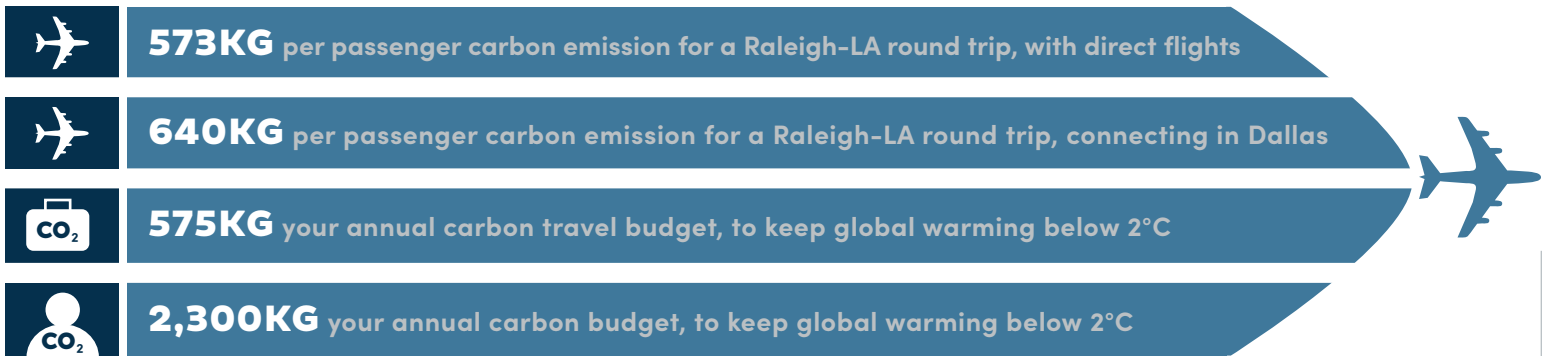 573KG per passenger carbon emission for a Raleigh-LA round trip, with direct flights
640KG per passenger carbon emission for a Raleigh-LA round trip, connecting in Dallas
CO₂
575KG your annual carbon travel budget, to keep global warming below 2°C
CO₂
2,300KG your annual carbon budget, to keep global warming below 2°C